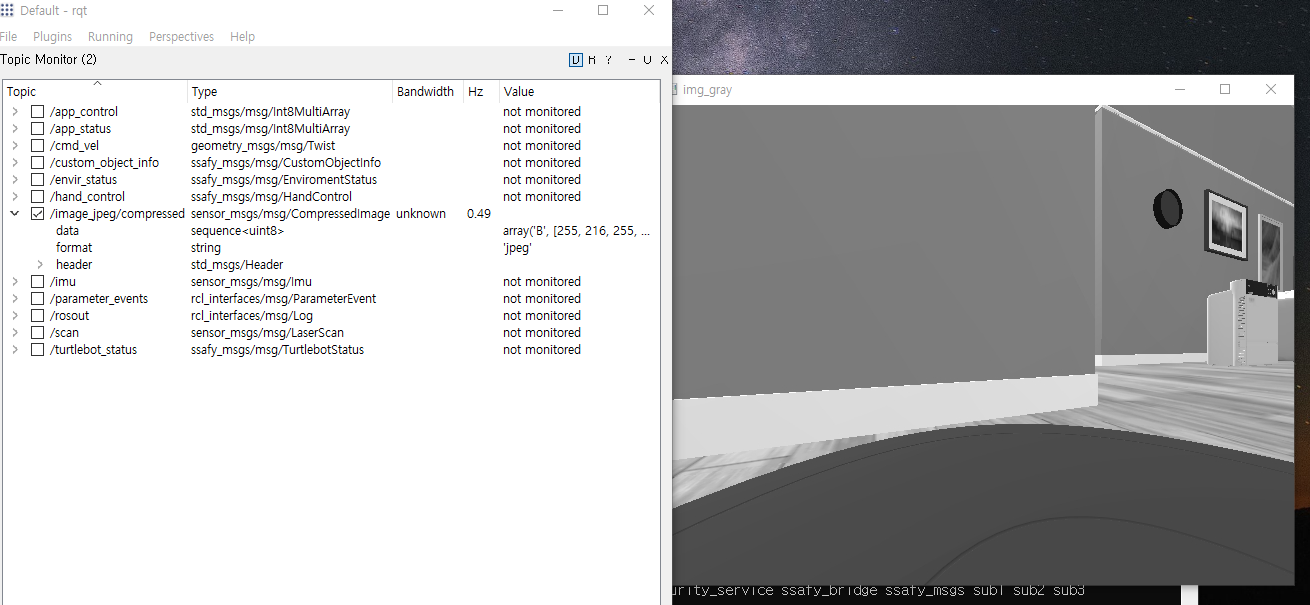 Default - rqt
File Plugins Running Perspectives Help
Topic Monitor (2)
D R ? - U X
Topic Type Bandwidth Hz Value
/app_control std_msgs/msg/Int8MultiArray not monitored
/app_status std_msgs/msg/Int8MultiArray not monitored
/cmd_vel geometry_msgs/msg/Twist not monitored
/custom_object_info ssafy_msgs/msg/CustomObjectInfo not monitored
/envir_status ssafy_msgs/msg/EnviromentStatus not monitored
/hand_control ssafy_msgs/msg/HandControl not monitored
/image_jpeg/compressed sensor_msgs/msg/CompressedImage unknown 0.49
data sequence<uint8> array('B', [255, 216, 255, ...
format string 'jpeg'
header std_msgs/Header
/imu sensor_msgs/msg/Imu not monitored
/parameter_events rcl_interfaces/msg/ParameterEvent not monitored
/rosout rcl_interfaces/msg/Log not monitored
/scan sensor_msgs/msg/LaserScan not monitored
/turtlebot_status ssafy_msgs/msg/TurtlebotStatus not monitored
img_gray
urity_service ssafy_bridge ssafy_msgs sub1 sub2 sub3